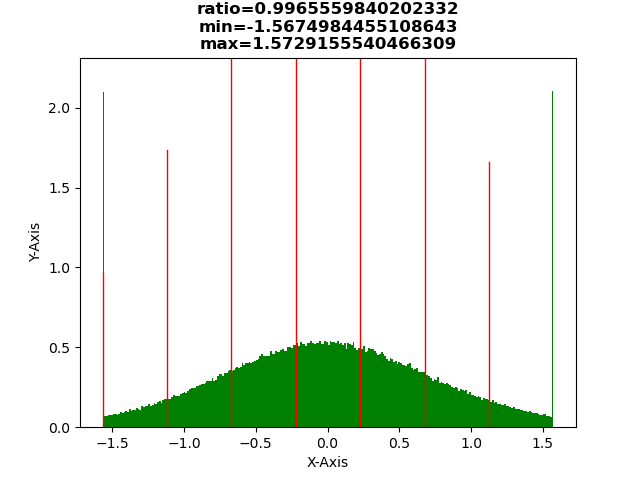 ratio=0.9965559840202332
min=-1.5674984455108643
max=1.5729155540466309
2.0
1.5
1.0
0.5
0.0
Y-Axis
−1.5 −1.0 −0.5 0.0 0.5 1.0 1.5
X-Axis